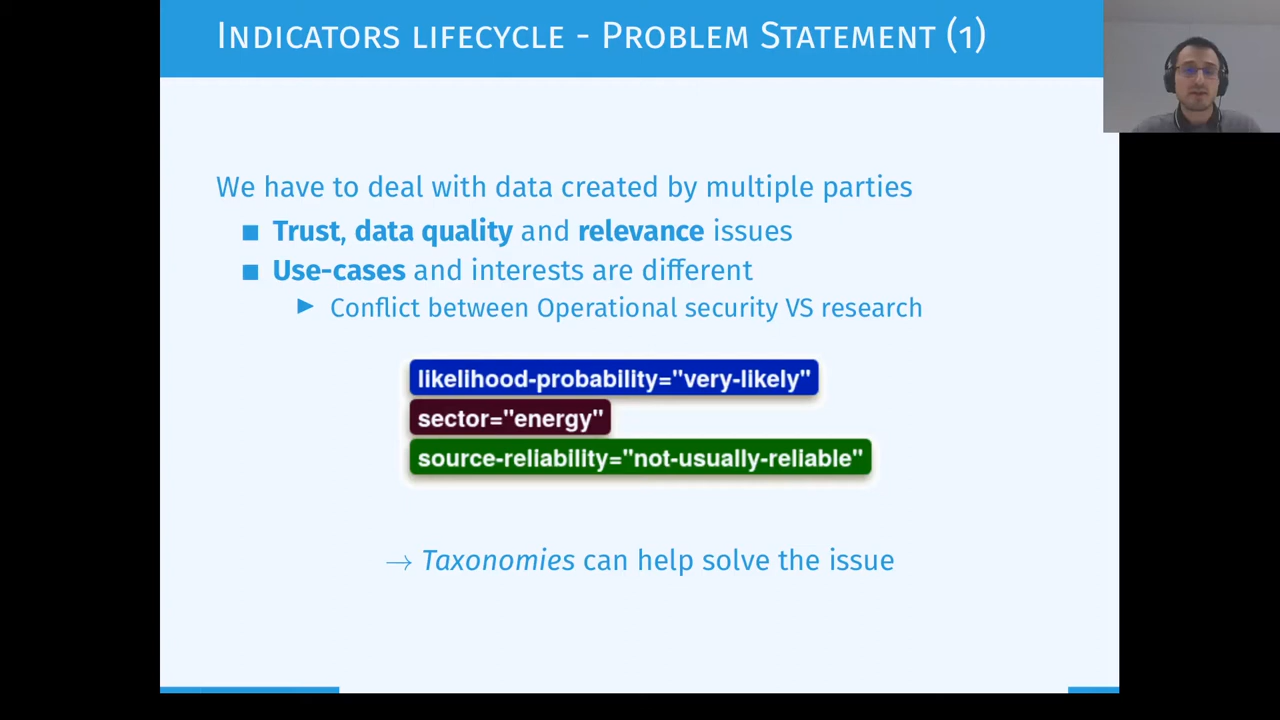 Indicators lifecycle - Problem Statement (1)
We have to deal with data created by multiple parties
■ Trust, data quality and relevance issues
■ Use-cases and interests are different
▶ Conflict between Operational security VS research
likelihood-probability="very-likely"
sector="energy"
source-reliability="not-usually-reliable"
→ Taxonomies can help solve the issue